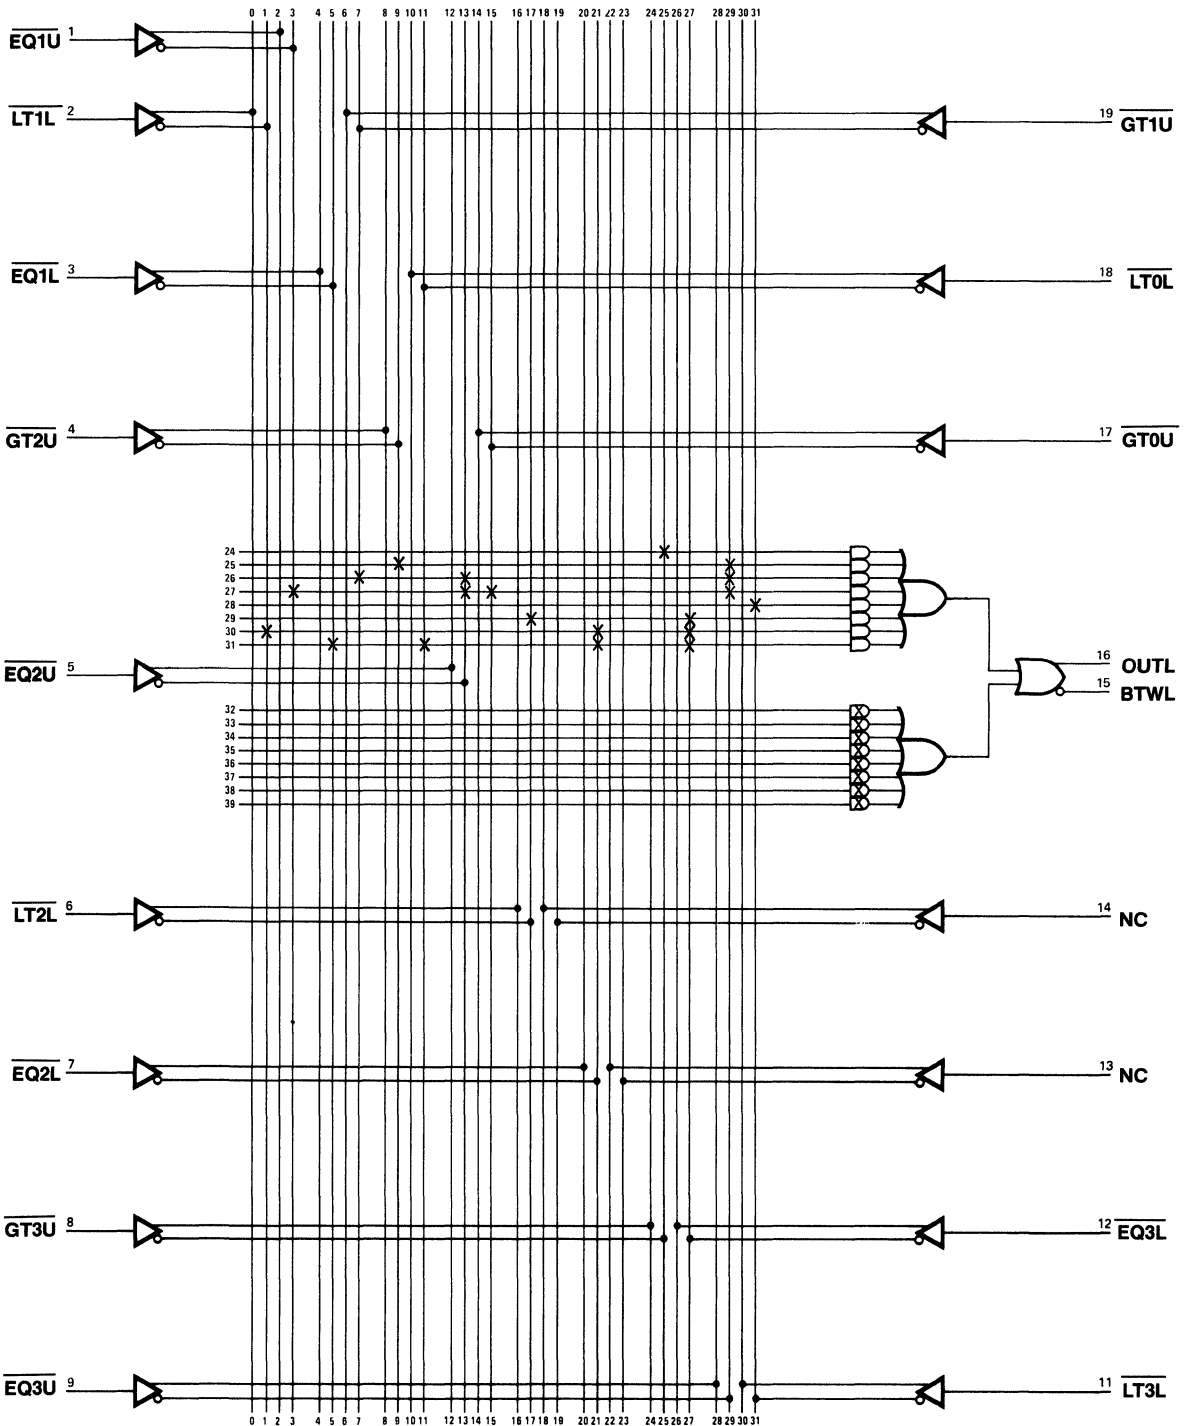 0 1 2 3 4 5 6 7 8 9 10 11 12 13 14 15 16 17 18 19 20 21 22 23 24 25 26 27 28 29 30 31
EQ1U 1
LT1L 2
19 GT1U
EQ1L 3
18 LT0L
GT2U 4
17 GT0U
24
25
26
27
28
29
30
31
EQ2U 5
16 OUTL
15 BTWL
32
33
34
35
36
37
38
39
LT2L 6
14 NC
EQ2L 7
13 NC
GT3U 8
12 EQ3L
EQ3U 9
11 LT3L
0 1 2 3 4 5 6 7 8 9 10 11 12 13 14 15 16 17 18 19 20 21 22 23 24 25 26 27 28 29 30 31